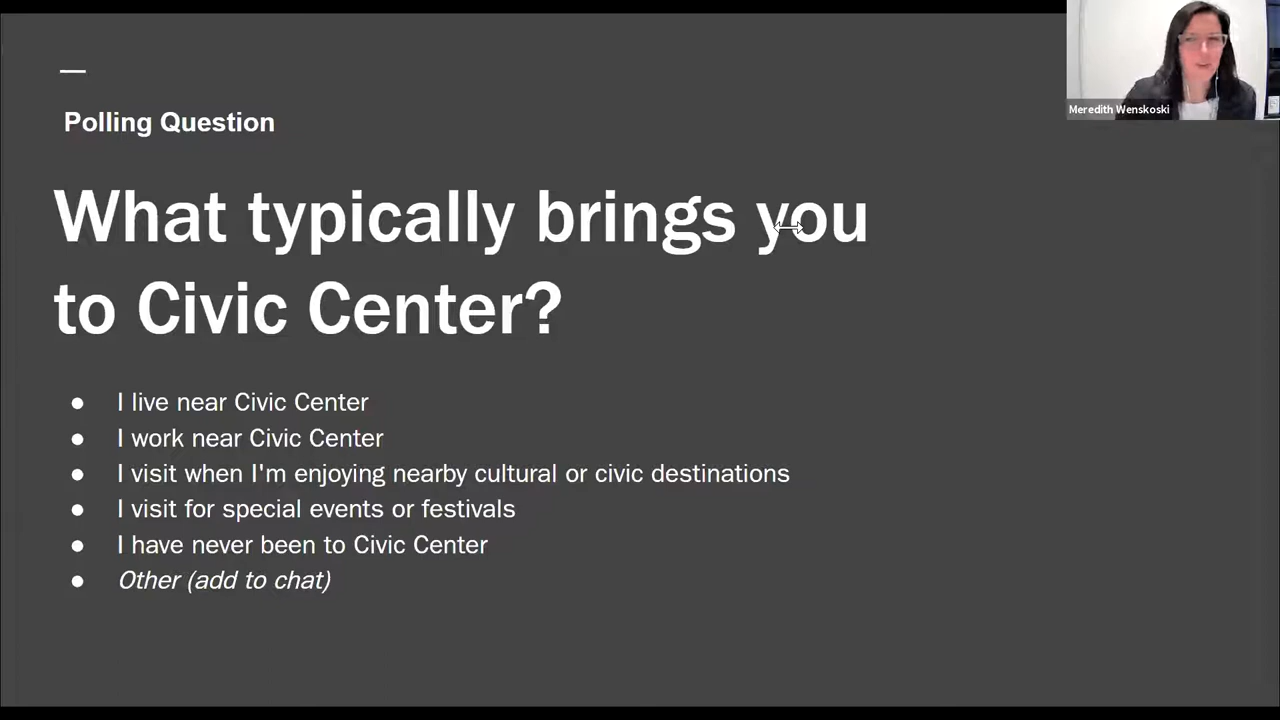 Meredith Wenskoski
Polling Question
What typically brings you
to Civic Center?
● I live near Civic Center
● I work near Civic Center
● I visit when I'm enjoying nearby cultural or civic destinations
● I visit for special events or festivals
● I have never been to Civic Center
● Other (add to chat)